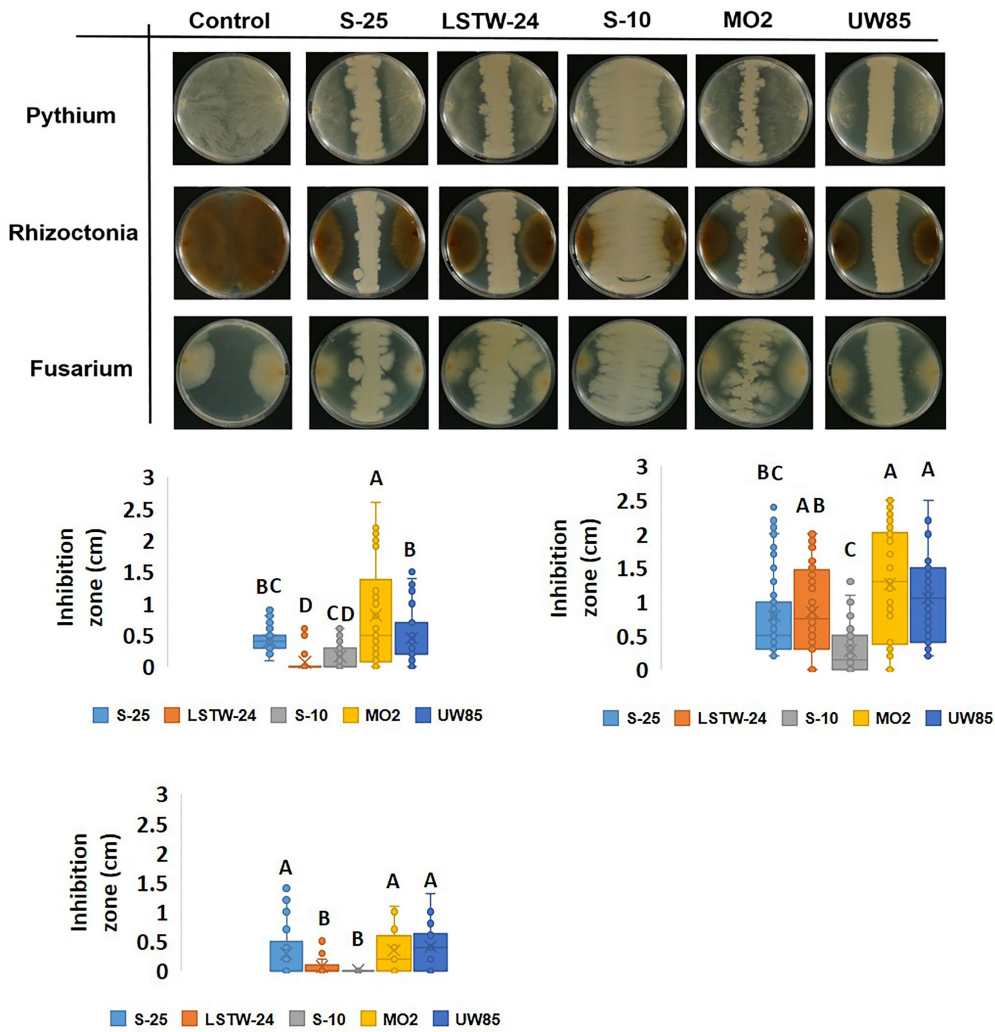 Control S-25 LSTW-24 S-10 MO2 UW85
Pythium
Rhizoctonia
Fusarium
Inhibition
zone (cm)
3
2.5
2
1.5
1
0.5
0
BC D CD A B
S-25 LSTW-24 S-10 MO2 UW85
Inhibition
zone (cm)
3
2.5
2
1.5
1
0.5
0
BC AB C A A
S-25 LSTW-24 S-10 MO2 UW85
Inhibition
zone (cm)
3
2.5
2
1.5
1
0.5
0
A B B A A
S-25 LSTW-24 S-10 MO2 UW85